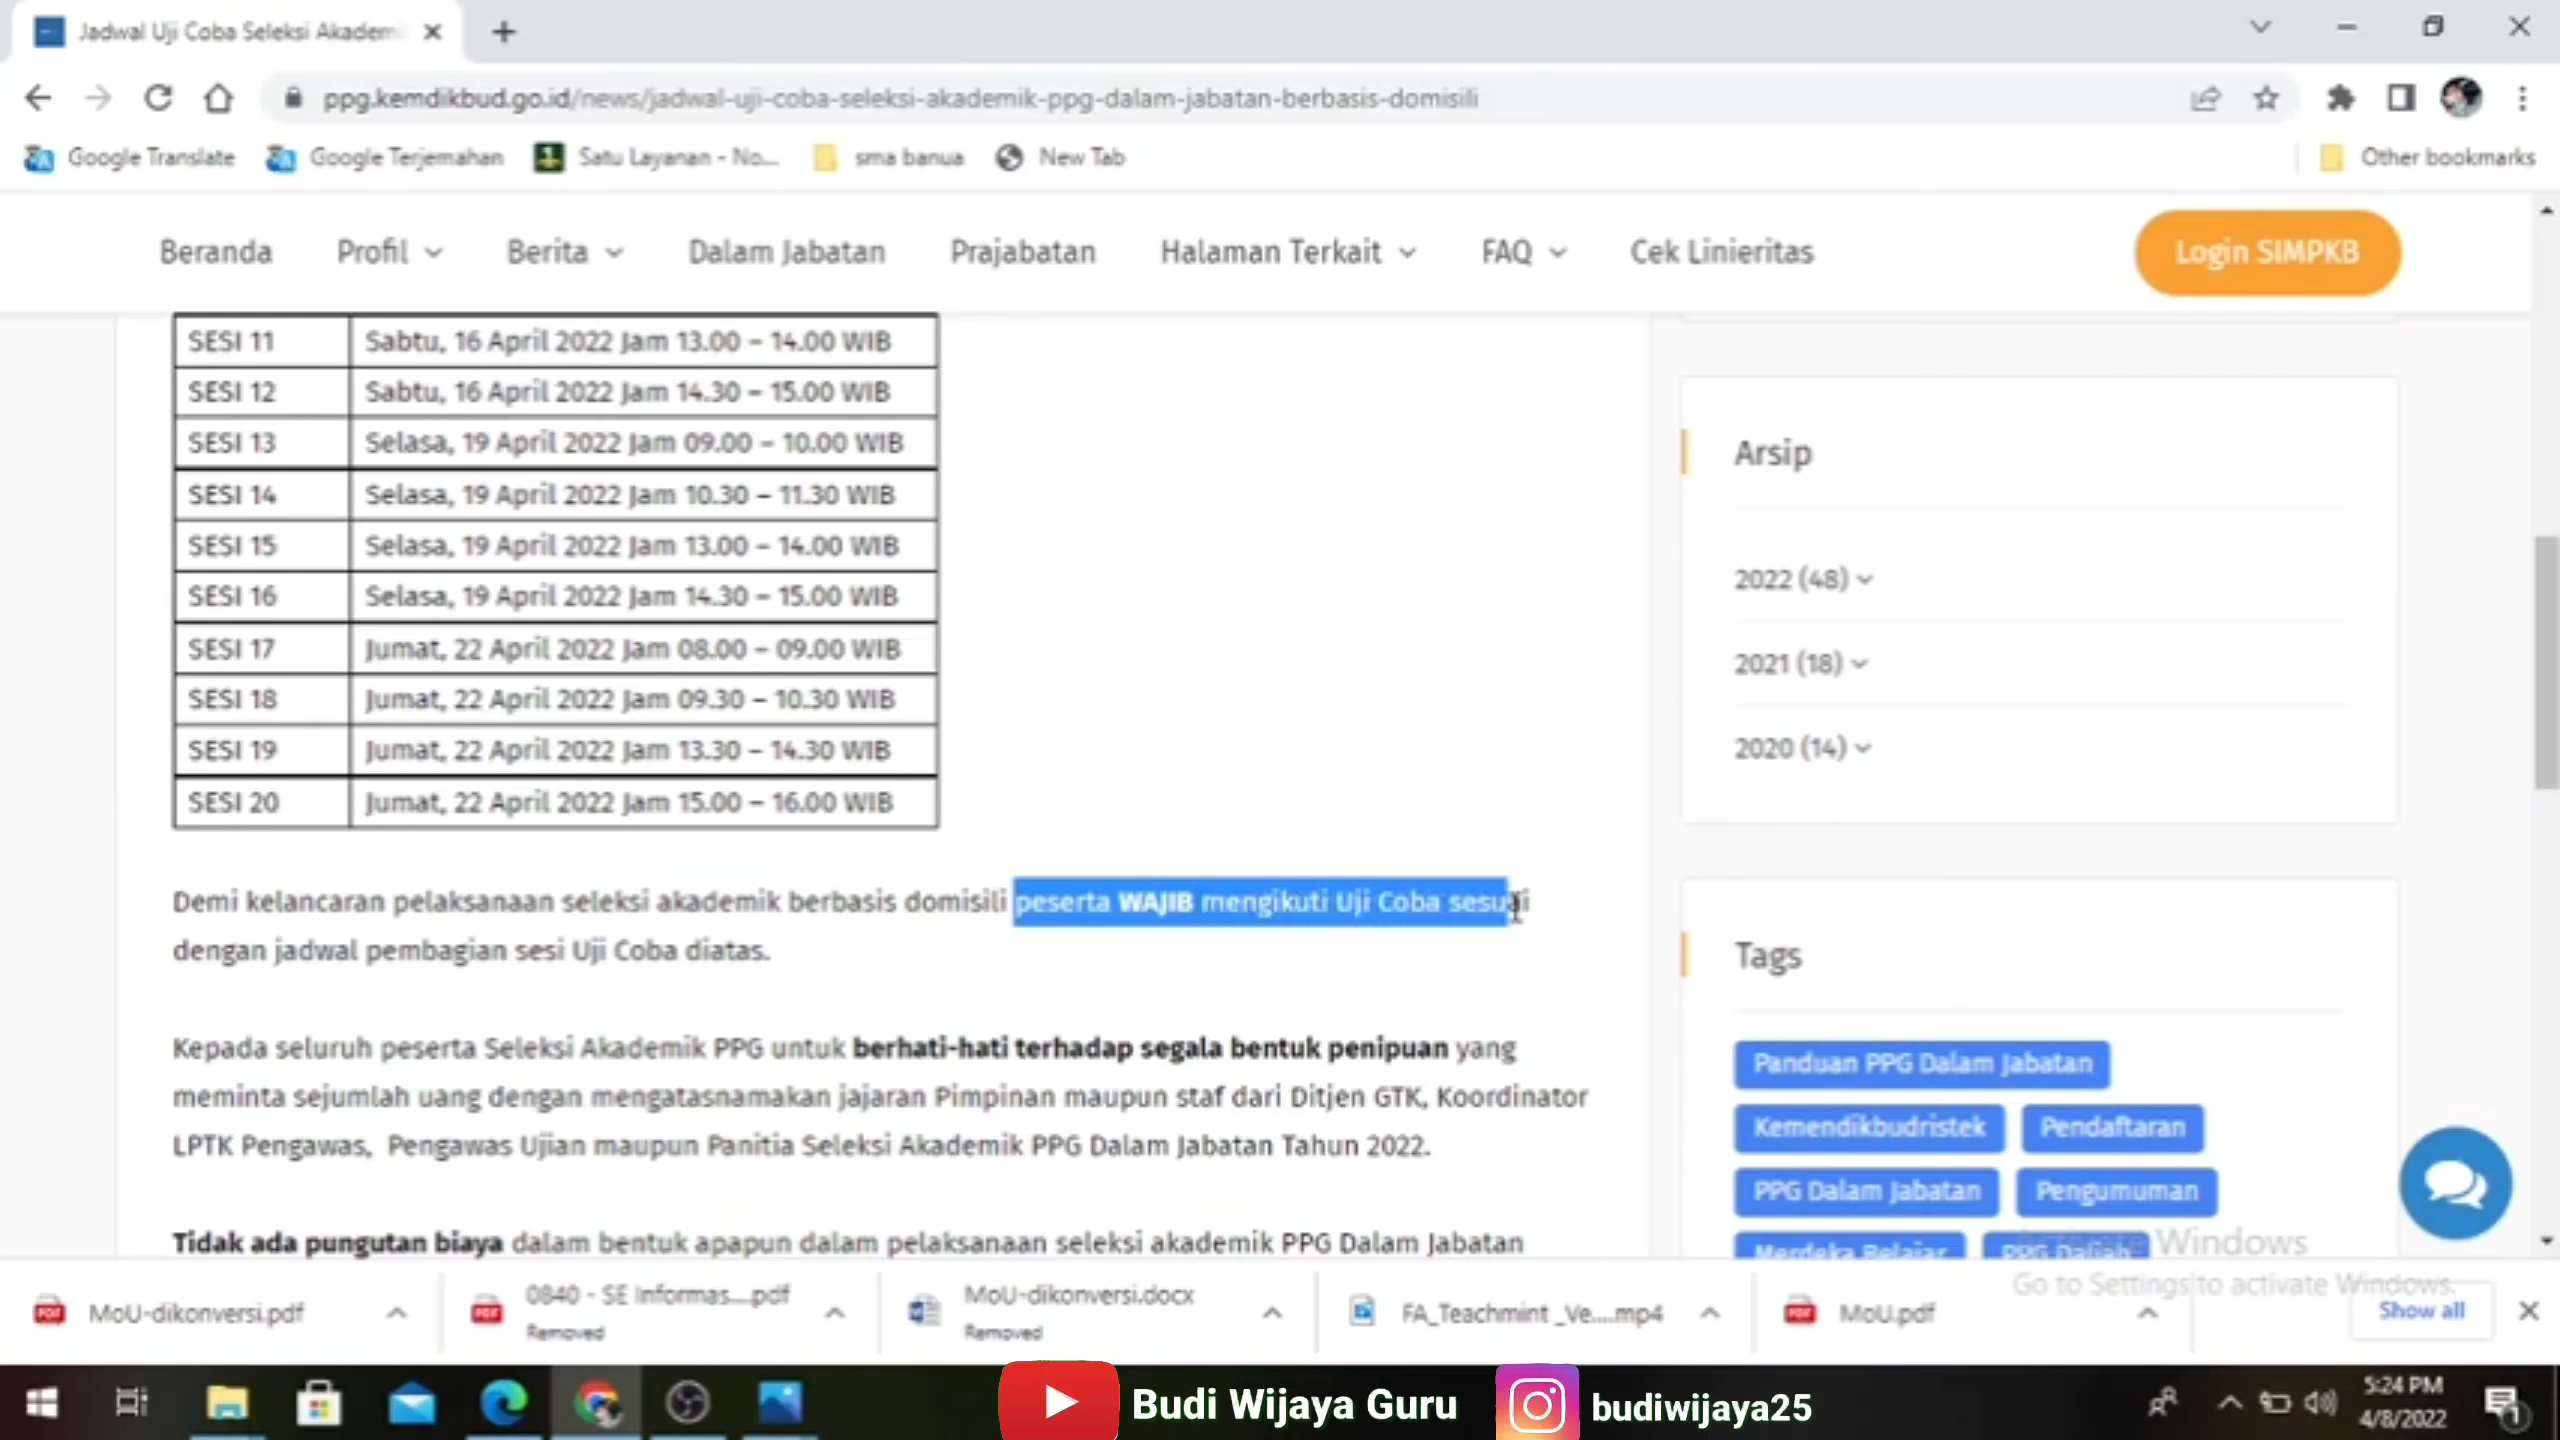 Jadwal Uji Coba Seleksi Akademi
ppg.kemdikbud.go.id/news/jadwal-uji-coba-seleksi-akademik-ppg-dalam-jabatan-berbasis-domisili
Google Translate Google Terjemahan Satu Layanan - No... sma banua New Tab Other bookmarks
Beranda Profil Berita Dalam Jabatan Prajabatan Halaman Terkait FAQ Cek Linieritas Login SIMPKB
SESI 11 Sabtu, 16 April 2022 Jam 13.00 – 14.00 WIB
SESI 12 Sabtu, 16 April 2022 Jam 14.30 – 15.00 WIB
SESI 13 Selasa, 19 April 2022 Jam 09.00 – 10.00 WIB
SESI 14 Selasa, 19 April 2022 Jam 10.30 – 11.30 WIB
SESI 15 Selasa, 19 April 2022 Jam 13.00 – 14.00 WIB
SESI 16 Selasa, 19 April 2022 Jam 14.30 – 15.00 WIB
SESI 17 Jumat, 22 April 2022 Jam 08.00 – 09.00 WIB
SESI 18 Jumat, 22 April 2022 Jam 09.30 – 10.30 WIB
SESI 19 Jumat, 22 April 2022 Jam 13.30 – 14.30 WIB
SESI 20 Jumat, 22 April 2022 Jam 15.00 – 16.00 WIB
Demi kelancaran pelaksanaan seleksi akademik berbasis domisili peserta WAJIB mengikuti Uji Coba sesuai
dengan jadwal pembagian sesi Uji Coba diatas.
Kepada seluruh peserta Seleksi Akademik PPG untuk berhati-hati terhadap segala bentuk penipuan yang
meminta sejumlah uang dengan mengatasnamakan jajaran Pimpinan maupun staf dari Ditjen GTK, Koordinator
LPTK Pengawas, Pengawas Ujian maupun Panitia Seleksi Akademik PPG Dalam Jabatan Tahun 2022.
Tidak ada pungutan biaya dalam bentuk apapun dalam pelaksanaan seleksi akademik PPG Dalam Jabatan
Arsip
2022 (48)
2021 (18)
2020 (14)
Tags
Panduan PPG Dalam Jabatan
Kemendikbudristek Pendaftaran
PPG Dalam Jabatan Pengumuman
Merdeka Belajar PPG Daljab
Activate Windows
Go to Settings to activate Windows.
MoU-dikonversi.pdf
0840 - SE Informas....pdf
Removed
MoU-dikonversi.docx
Removed
FA_Teachmint _Ve....mp4
MoU.pdf
Show all
Budi Wijaya Guru budiwijaya25
5:24 PM
4/8/2022
1